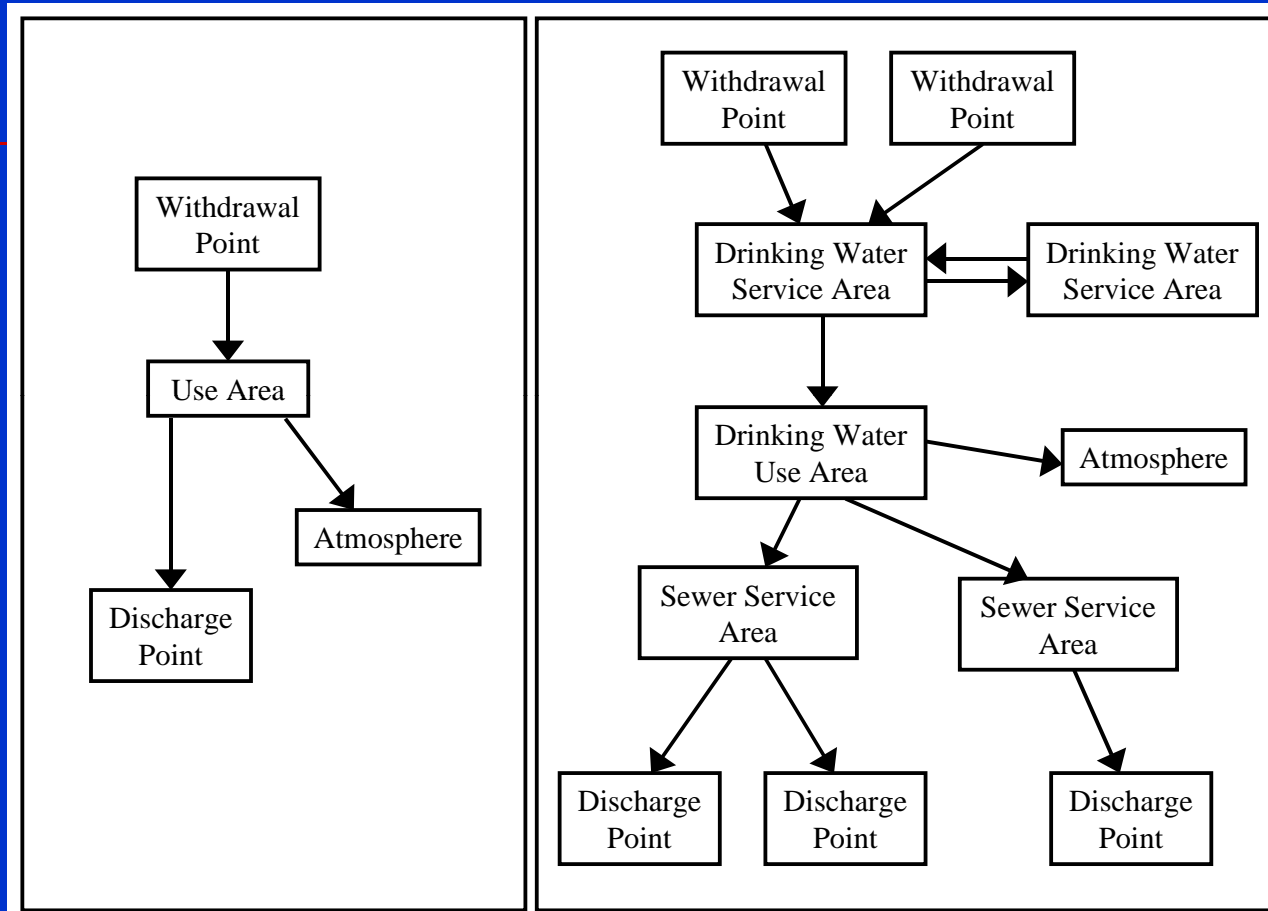 Withdrawal
Point
Use Area
Atmosphere
Discharge
Point
Withdrawal
Point
Withdrawal
Point
Drinking Water
Service Area
Drinking Water
Service Area
Drinking Water
Use Area
Atmosphere
Sewer Service
Area
Sewer Service
Area
Discharge
Point
Discharge
Point
Discharge
Point